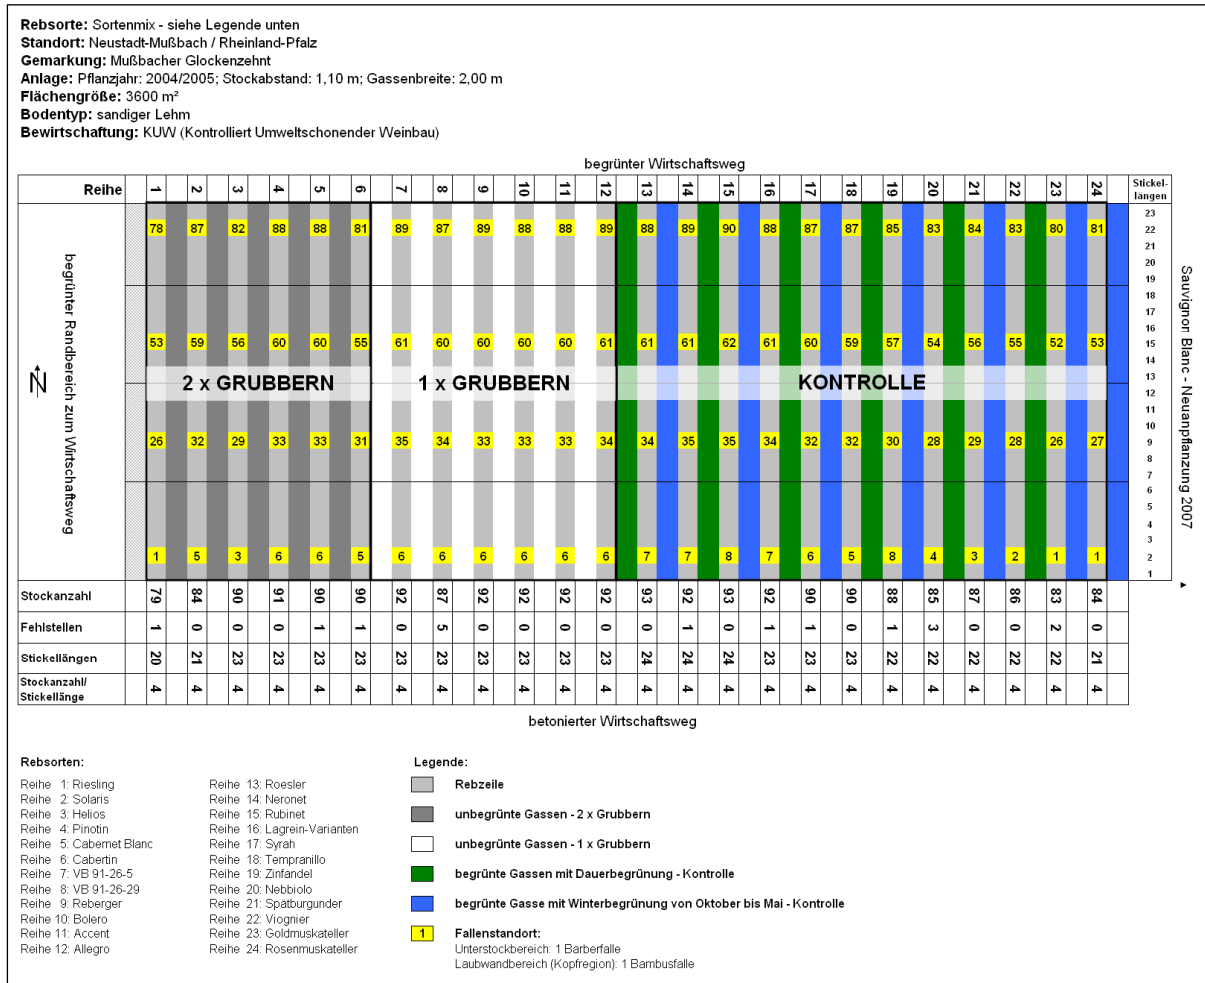 Rebsorte: Sortenmix - siehe Legende unten
Standort: Neustadt-Mußbach / Rheinland-Pfalz
Gemarkung: Mußbacher Glockenzehnt
Anlage: Pflanzjahr: 2004/2005; Stockabstand: 1,10 m; Gassenbreite: 2,00 m
Flächengröße: 3600 m²
Bodentyp: sandiger Lehm
Bewirtschaftung: KUW (Kontrolliert Umweltschonender Weinbau)
begrünter Wirtschaftsweg
Reihe 1 2 3 4 5 6 7 8 9 10 11 12 13 14 15 16 17 18 19 20 21 22 23 24 Stickel-
längen
23
78 87 82 88 88 81 89 87 89 88 88 89 88 89 90 88 87 87 85 83 84 83 80 81 22
21
20
19
18
17
16
53 59 56 60 60 55 61 60 60 60 60 61 61 61 62 61 60 59 57 54 56 55 52 53 15
14
2 x GRUBBERN 1 x GRUBBERN KONTROLLE 13
12
11
10
26 32 29 33 33 31 35 34 33 33 33 34 34 35 35 34 32 32 30 28 29 28 26 27 9
8
7
6
5
4
3
1 5 3 6 6 5 6 6 6 6 6 6 7 7 8 7 6 5 8 4 3 2 1 1 2
1
begrünter Randbereich zum Wirtschaftsweg
N
Sauvignon Blanc - Neuanpflanzung 2007
Stockanzahl 79 84 90 91 90 90 92 87 92 92 92 92 93 92 93 92 90 90 88 85 87 86 83 84
Fehlstellen 1 0 0 0 1 1 0 5 0 0 0 0 0 1 0 1 1 0 1 3 0 0 2 0
Stickellängen 20 21 23 23 23 23 23 23 23 23 23 23 24 24 24 23 23 23 22 22 22 22 22 21
Stockanzahl/
Stickellänge 4 4 4 4 4 4 4 4 4 4 4 4 4 4 4 4 4 4 4 4 4 4 4 4
betonierter Wirtschaftsweg
Rebsorten:
Reihe 1: Riesling
Reihe 2: Solaris
Reihe 3: Helios
Reihe 4: Pinotin
Reihe 5: Cabernet Blanc
Reihe 6: Cabertin
Reihe 7: VB 91-26-5
Reihe 8: VB 91-26-29
Reihe 9: Reberger
Reihe 10: Bolero
Reihe 11: Accent
Reihe 12: Allegro
Reihe 13: Roesler
Reihe 14: Neronet
Reihe 15: Rubinet
Reihe 16: Lagrein-Varianten
Reihe 17: Syrah
Reihe 18: Tempranillo
Reihe 19: Zinfandel
Reihe 20: Nebbiolo
Reihe 21: Spätburgunder
Reihe 22: Viognier
Reihe 23: Goldmuskateller
Reihe 24: Rosenmuskateller
Legende:
Rebzeile
unbegrünte Gassen - 2 x Grubbern
unbegrünte Gassen - 1 x Grubbern
begrünte Gassen mit Dauerbegrünung - Kontrolle
begrünte Gasse mit Winterbegrünung von Oktober bis Mai - Kontrolle
1 Fallenstandort:
Unterstockbereich: 1 Barberfalle
Laubwandbereich (Kopfregion): 1 Bambusfalle